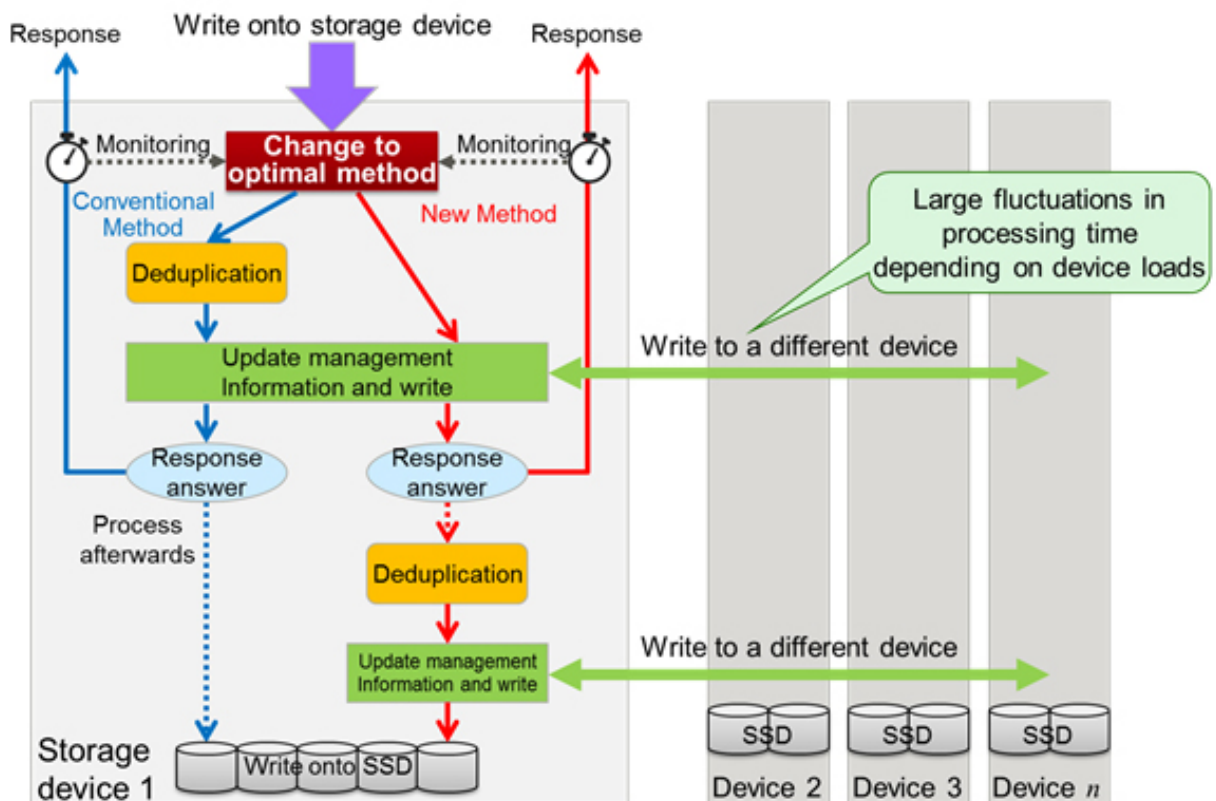 Response
Write onto storage device
Response
Monitoring
Change to
optimal method
Monitoring
Conventional
Method
New Method
Large fluctuations in
processing time
depending on device loads
Deduplication
Write to a different device
Update management
Information and write
Response
answer
Response
answer
Process
afterwards
Deduplication
Write to a different device
Update management
Information and write
Storage
device 1
Write onto SSD
SSD
Device 2
SSD
Device 3
SSD
Device n